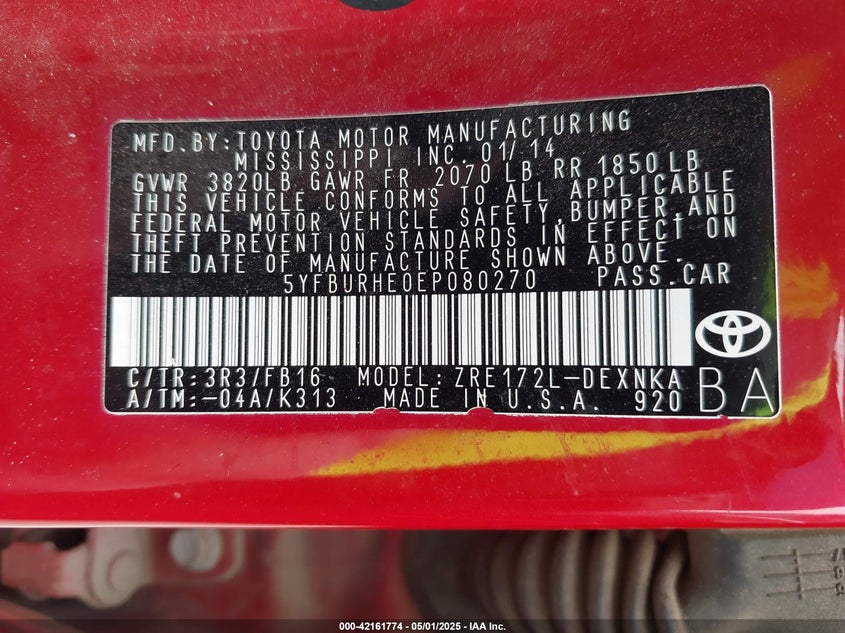 MFD.BY:TOYOTA MOTOR MANUFACTURING
MISSISSIPPI INC. 01/14
GVWR 3820LB GAWR FR 2070 LB RR 1850LB
THIS VEHICLE CONFORMS TO ALL APPLICABLE
FEDERAL MOTOR VEHICLE SAFETY,BUMPER,AND
THEFT PREVENTION STANDARDS IN EFFECT ON
THE DATE OF MANUFACTURE SHOWN ABOVE.
5YFBURHE0EP080270 PASS.CAR
C/TR:3R3/FB16 MODEL:ZRE172L-DEXNKA
A/TM:-04A/K313 MADE IN U.S.A. 920
BA
000-42161774 - 05/01/2025 - IAA Inc.